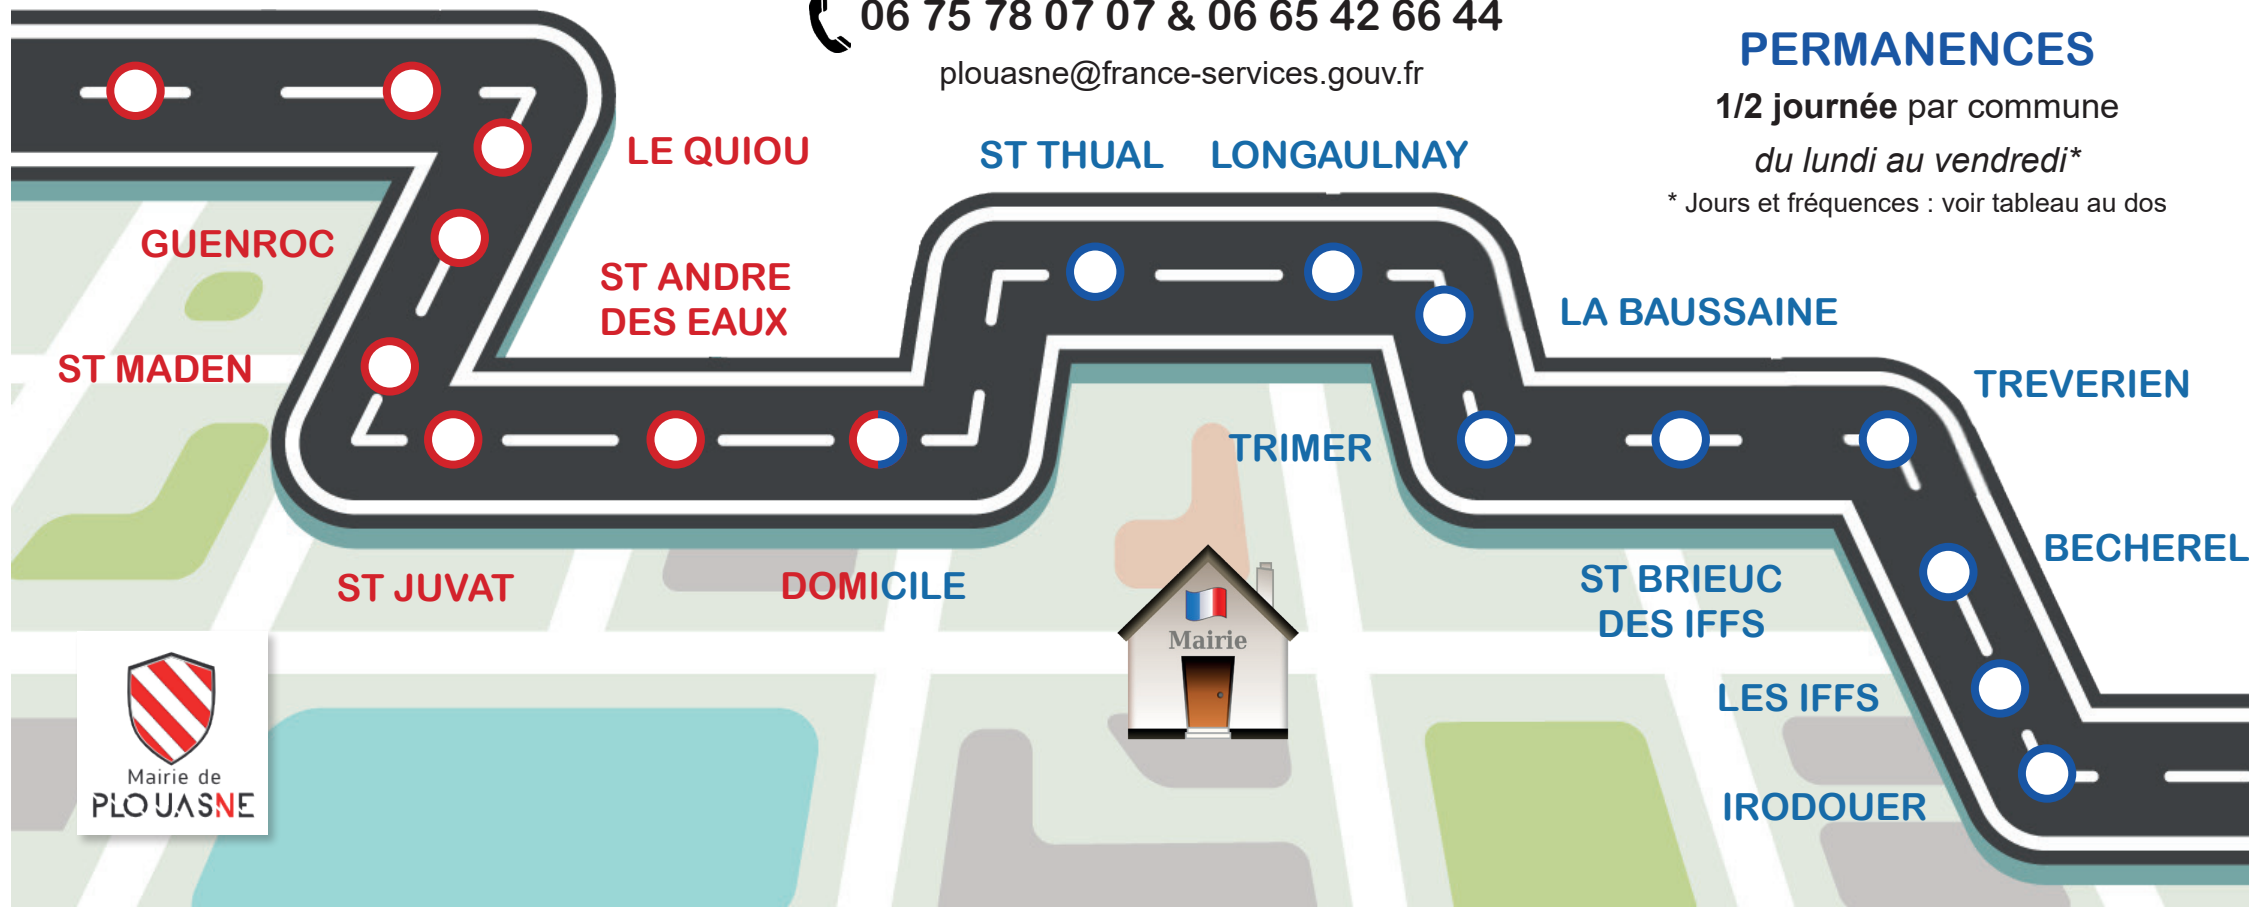 06 75 78 07 07 & 06 65 42 66 44
plouasne@france-services.gouv.fr
PERMANENCES
1/2 journée par commune
du lundi au vendredi*
* Jours et fréquences : voir tableau au dos
LE QUIOU
ST THUAL
LONGAULNAY
GUENROC
ST ANDRE
DES EAUX
LA BAUSSAINE
ST MADEN
TREVERIEN
TRIMER
BECHEREL
ST JUVAT
DOMICILE
ST BRIEUC
DES IFFS
Mairie
LES IFFS
IRODOUER
Mairie de
PLOUASNE